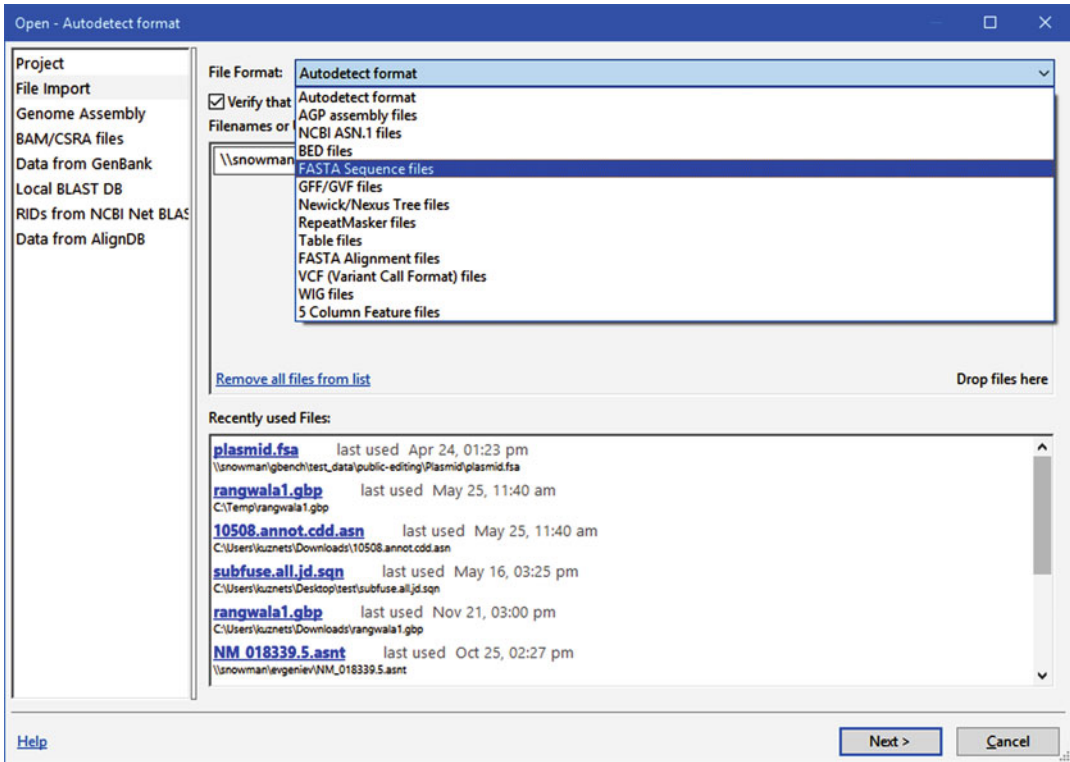 Open - Autodetect format
Project
File Import
Genome Assembly
BAM/CSRA files
Data from GenBank
Local BLAST DB
RIDs from NCBI Net BLAS
Data from AlignDB
File Format: Autodetect format
Verify that
Filenames or
\\snowman
Autodetect format
AGP assembly files
NCBI ASN.1 files
BED files
FASTA Sequence files
GFF/GVF files
Newick/Nexus Tree files
RepeatMasker files
Table files
FASTA Alignment files
VCF (Variant Call Format) files
WIG files
5 Column Feature files
Remove all files from list Drop files here
Recently used Files:
plasmid.fsa last used Apr 24, 01:23 pm
\\snowman\gbench\test_data\public-editing\Plasmid\plasmid.fsa
rangwala1.gbp last used May 25, 11:40 am
C:\Temp\rangwala1.gbp
10508.annot.cdd.asn last used May 25, 11:40 am
C:\Users\kuznets\Downloads\10508.annot.cdd.asn
subfuse.all.jd.sqn last used May 16, 03:25 pm
C:\Users\kuznets\Desktop\test\subfuse.all.jd.sqn
rangwala1.gbp last used Nov 21, 03:00 pm
C:\Users\kuznets\Downloads\rangwala1.gbp
NM_018339.5.asnt last used Oct 25, 02:27 pm
\\snowman\evgeniev\NM_018339.5.asnt
Help Next > Cancel